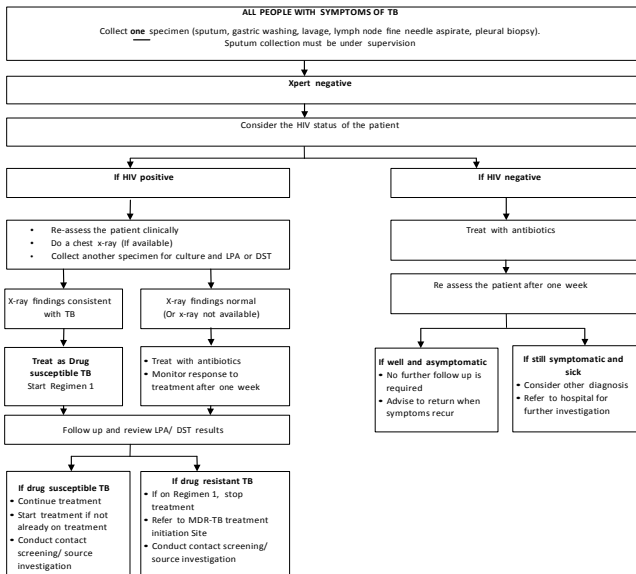 ALL PEOPLE WITH SYMPTOMS OF TB
Collect one specimen (sputum, gastric washing, lavage, lymph node fine needle aspirate, pleural biopsy).
Sputum collection must be under supervision
Xpert negative
Consider the HIV status of the patient
If HIV positive
If HIV negative
• Re-assess the patient clinically
• Do a chest x-ray (If available)
• Collect another specimen for culture and LPA or DST
Treat with antibiotics
Re assess the patient after one week
X-ray findings consistent
with TB
X-ray findings normal
(Or x-ray not available)
Treat as Drug
susceptible TB
Start Regimen 1
• Treat with antibiotics
• Monitor response to
treatment after one week
If well and asymptomatic
• No further follow up is
required
• Advise to return when
symptoms recur
If still symptomatic and
sick
• Consider other diagnosis
• Refer to hospital for
further investigation
Follow up and review LPA/ DST results
If drug susceptible TB
• Continue treatment
• Start treatment if not
already on treatment
• Conduct contact
screening/ source
investigation
If drug resistant TB
• If on Regimen 1, stop
treatment
• Refer to MDR-TB treatment
initiation Site
• Conduct contact screening/
source investigation